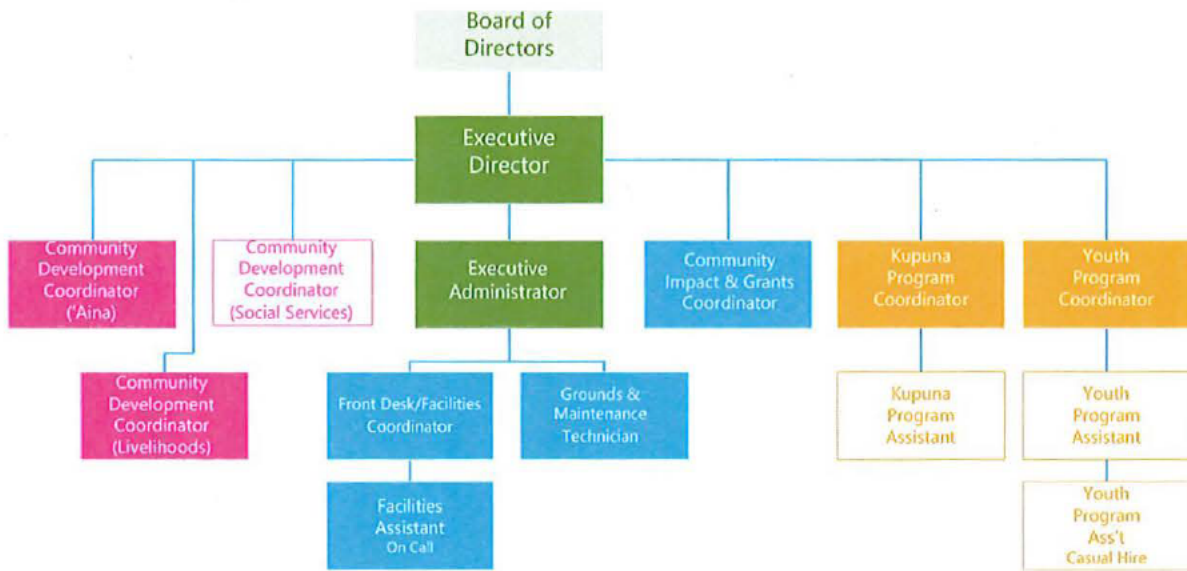 Board of
Directors
Executive
Director
Community
Development
Coordinator
('Aina)
Community
Development
Coordinator
(Social Services)
Executive
Administrator
Community
Impact & Grants
Coordinator
Kupuna
Program
Coordinator
Youth
Program
Coordinator
Community
Development
Coordinator
(Livelihoods)
Front Desk/Facilities
Coordinator
Grounds &
Maintenance
Technician
Kupuna
Program
Assistant
Youth
Program
Assistant
Facilities
Assistant
On Call
Youth
Program
Ass't
Casual Hire